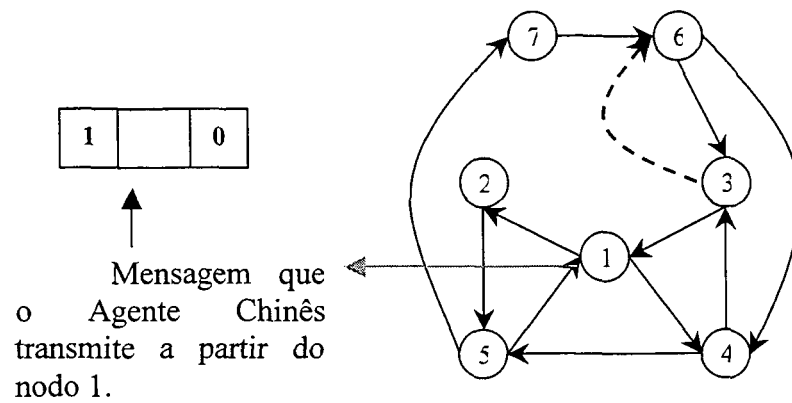 7 6
1 0
2 3
1
Mensagem que
o Agente Chinês
transmite a partir do
nodo 1.
5 4